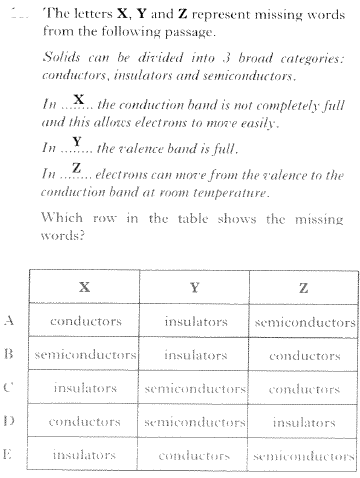 The letters X, Y and Z represent missing words
from the following passage.
Solids can be divided into 3 broad categories:
conductors, insulators and semiconductors.
In ....X.... the conduction band is not completely full
and this allows electrons to move easily.
In ....Y.... the valence band is full.
In ....Z.... electrons can move from the valence to the
conduction band at room temperature.
Which row in the table shows the missing
words?
X Y Z
A conductors insulators semiconductors
B semiconductors insulators conductors
C insulators semiconductors conductors
D conductors semiconductors insulators
E insulators conductors semiconductors